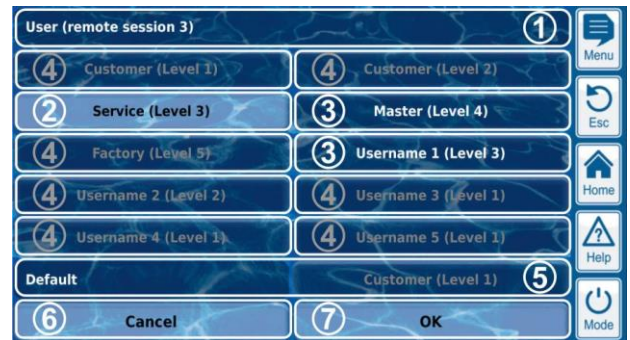 User (remote session 3) 1
Menu
4 Customer (Level 1) 4 Customer (Level 2)
2 Service (Level 3) 3 Master (Level 4)
Esc
4 Factory (Level 5) 3 Username 1 (Level 3)
Home
4 Username 2 (Level 2) 4 Username 3 (Level 1)
4 Username 4 (Level 1) 4 Username 5 (Level 1)
? Help
Default Customer (Level 1) 5
6 Cancel 7 OK
Mode